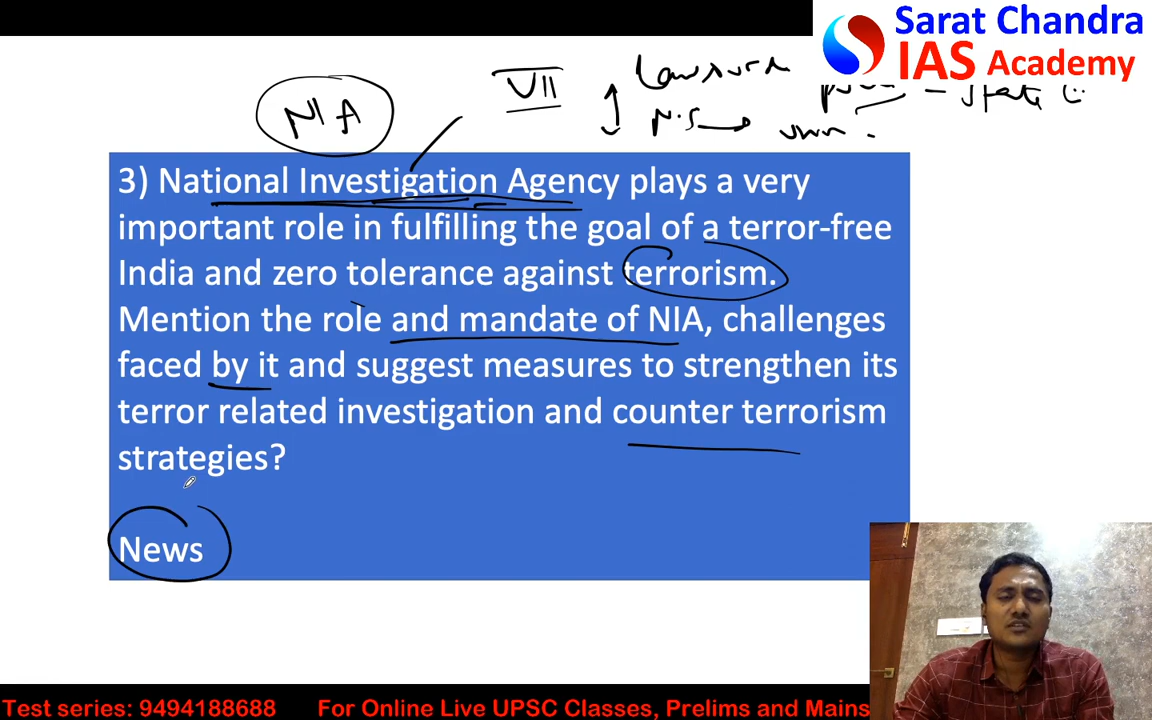 Sarat Chandra
IAS Academy
NIA
VII
3) National Investigation Agency plays a very
important role in fulfilling the goal of a terror-free
India and zero tolerance against terrorism.
Mention the role and mandate of NIA, challenges
faced by it and suggest measures to strengthen its
terror related investigation and counter terrorism
strategies?
News
Test series: 9494188688 For Online Live UPSC Classes, Prelims and Mains